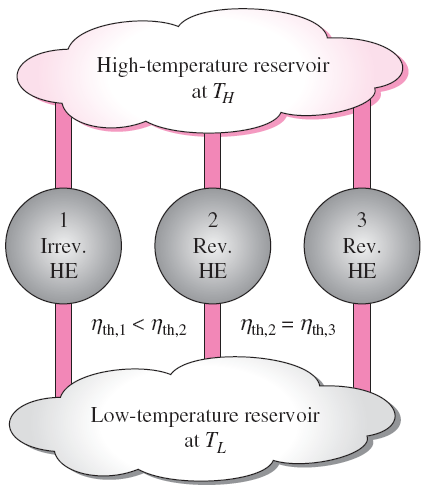 High-temperature reservoir
at T_H
1
Irrev.
HE
2
Rev.
HE
3
Rev.
HE
η_th,1 < η_th,2
η_th,2 = η_th,3
Low-temperature reservoir
at T_L